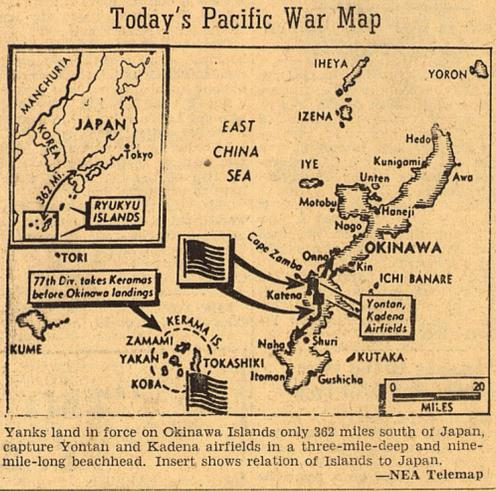 Today's Pacific War Map
MANCHURIA
KOREA
JAPAN
Tokyo
362 MI.
RYUKYU
ISLANDS
EAST
CHINA
SEA
IHEYA
YORON
IZENA
IYE
Hedo
Kunigami
Awa
Unten
Motobu
Haneji
Nago
OKINAWA
Onna
Kin
Cape Zamba
ICHI BANARE
Katena
Yontan,
Kadena
Airfields
TORI
77th Div. takes Keramas
before Okinawa landings
KUME
KERAMA IS.
ZAMAMI
YAKAN
KOBA
TOKASHIKI
Naha
Shuri
KUTAKA
Itoman
Gushicha
0 20
MILES
Yanks land in force on Okinawa Islands only 362 miles south of Japan,
capture Yontan and Kadena airfields in a three-mile-deep and nine-
mile-long beachhead. Insert shows relation of Islands to Japan.
—NEA Telemap